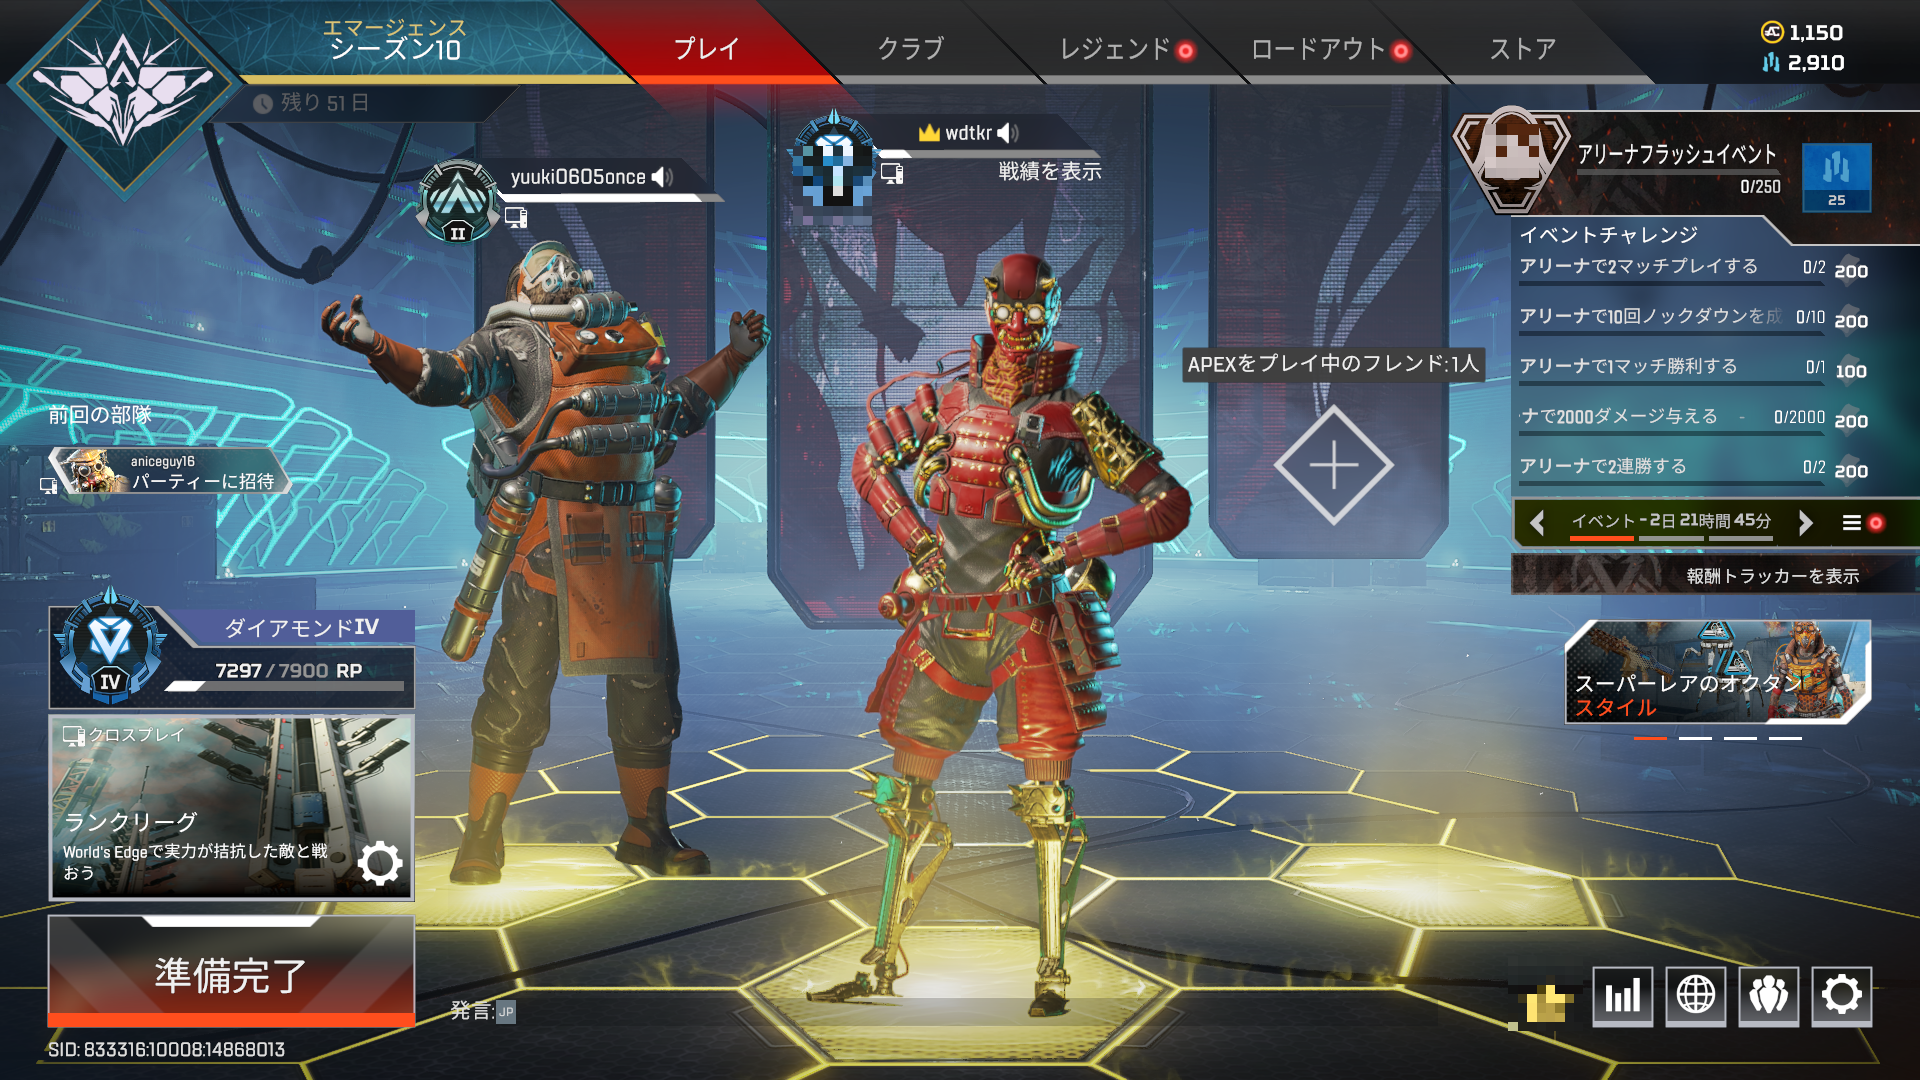 エマージェンス
シーズン10
プレイ
クラブ
レジェンド
ロードアウト
ストア
1,150
2,910
残り 51 日
wdtkr
戦績を表示
yuuki0605once
II
アリーナフラッシュイベント
0/250
25
イベントチャレンジ
アリーナで2マッチプレイする 0/2 200
アリーナで10回ノックダウンを成 0/10 200
アリーナで1マッチ勝利する 0/1 100
ナで2000ダメージ与える - 0/2000 200
アリーナで2連勝する 0/2 200
イベント - 2日 21時間 45分
報酬トラッカーを表示
APEXをプレイ中のフレンド:1人
前回の部隊
aniceguy16
パーティーに招待
ダイアモンドIV
7297 / 7900 RP
IV
スーパーレアのオクタン
スタイル
クロスプレイ
ランクリーグ
World's Edgeで実力が拮抗した敵と戦
おう
準備完了
発言: JP
SID: 833316:10008:14868013